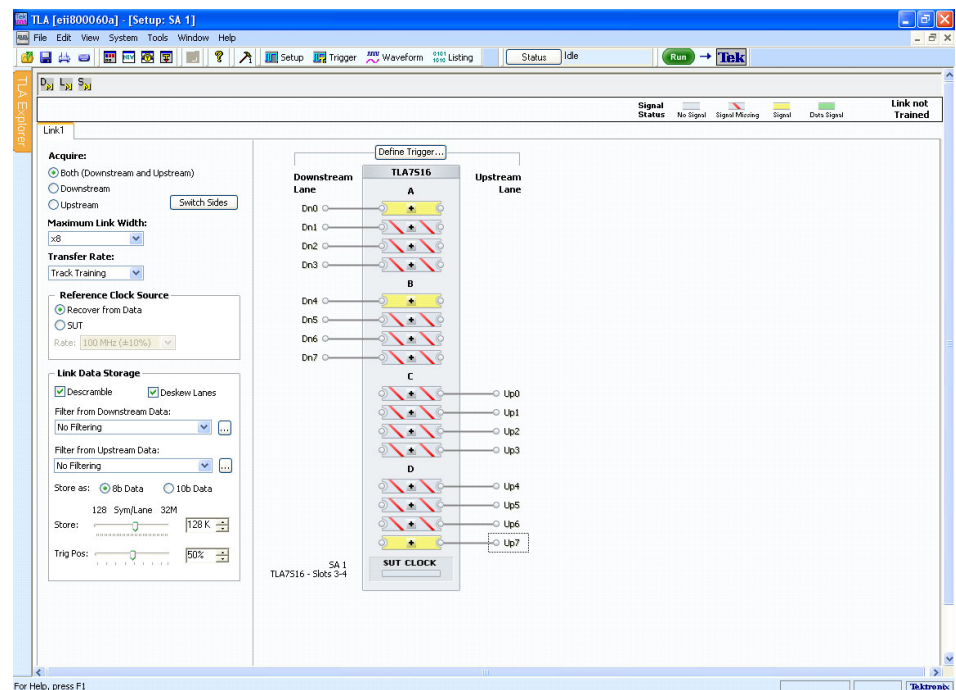 TLA [eii800060a] - [Setup: SA 1]
File Edit View System Tools Window Help
Setup Trigger Waveform Listing Status Idle Run Tek
TLA Explorer
Signal Status No Signal Signal Missing Signal Data Signal Link not Trained
Link1
Acquire:
Both (Downstream and Upstream)
Downstream
Upstream Switch Sides
Maximum Link Width:
x8
Transfer Rate:
Track Training
Reference Clock Source
Recover from Data
SUT
Rate: 100 MHz (±10%)
Link Data Storage
Descramble Deskew Lanes
Filter from Downstream Data:
No Filtering ...
Filter from Upstream Data:
No Filtering ...
Store as: 8b Data 10b Data
128 Sym/Lane 32M
Store: 128 K
Trig Pos: 50%
Define Trigger...
Downstream Lane TLA7S16 Upstream Lane
A
Dn0
Dn1
Dn2
Dn3
B
Dn4
Dn5
Dn6
Dn7
C
Up0
Up1
Up2
Up3
D
Up4
Up5
Up6
Up7
SUT CLOCK
SA 1
TLA7S16 - Slots 3-4
For Help, press F1 Tektronix